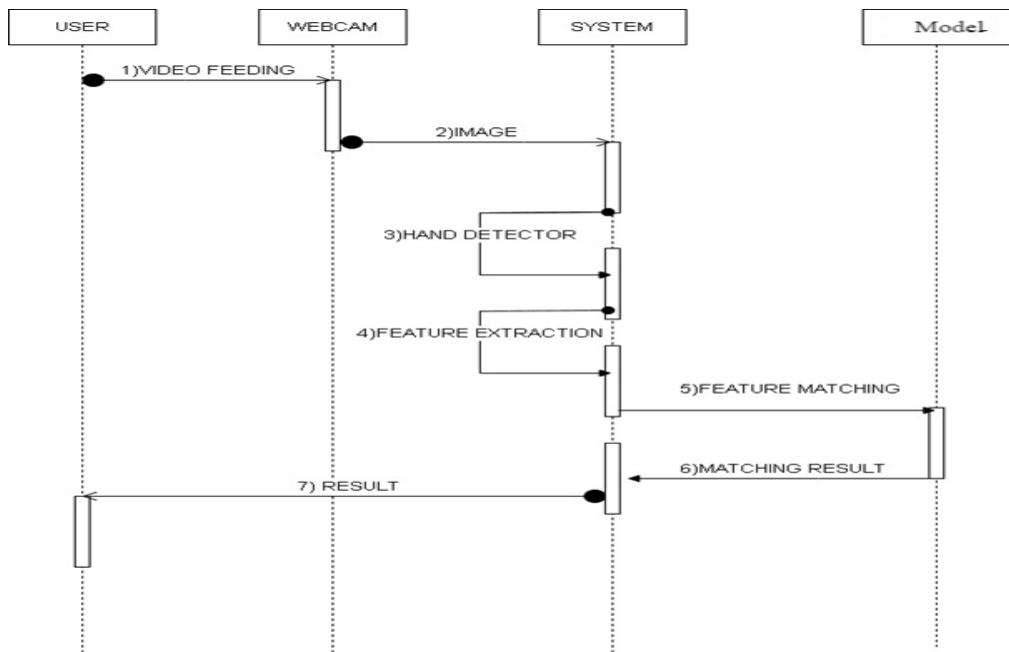 USER
WEBCAM
SYSTEM
Model
1)VIDEO FEEDING
2)IMAGE
3)HAND DETECTOR
4)FEATURE EXTRACTION
5)FEATURE MATCHING
6)MATCHING RESULT
7) RESULT